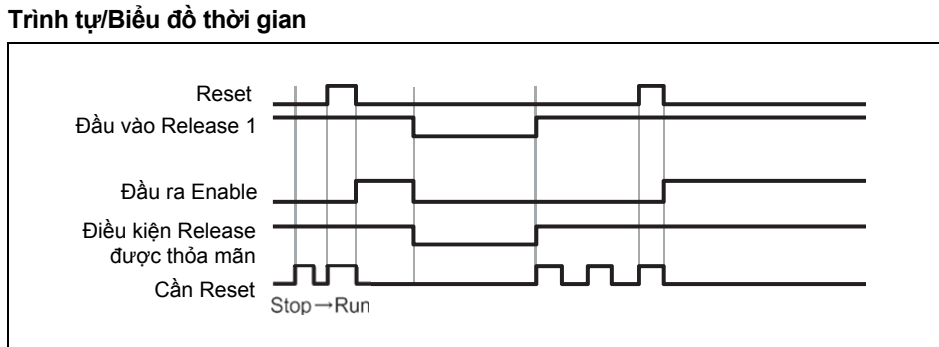 Trình tự/Biểu đồ thời gian
Reset
Đầu vào Release 1
Đầu ra Enable
Điều kiện Release
được thỏa mãn
Cần Reset
Stop→Run